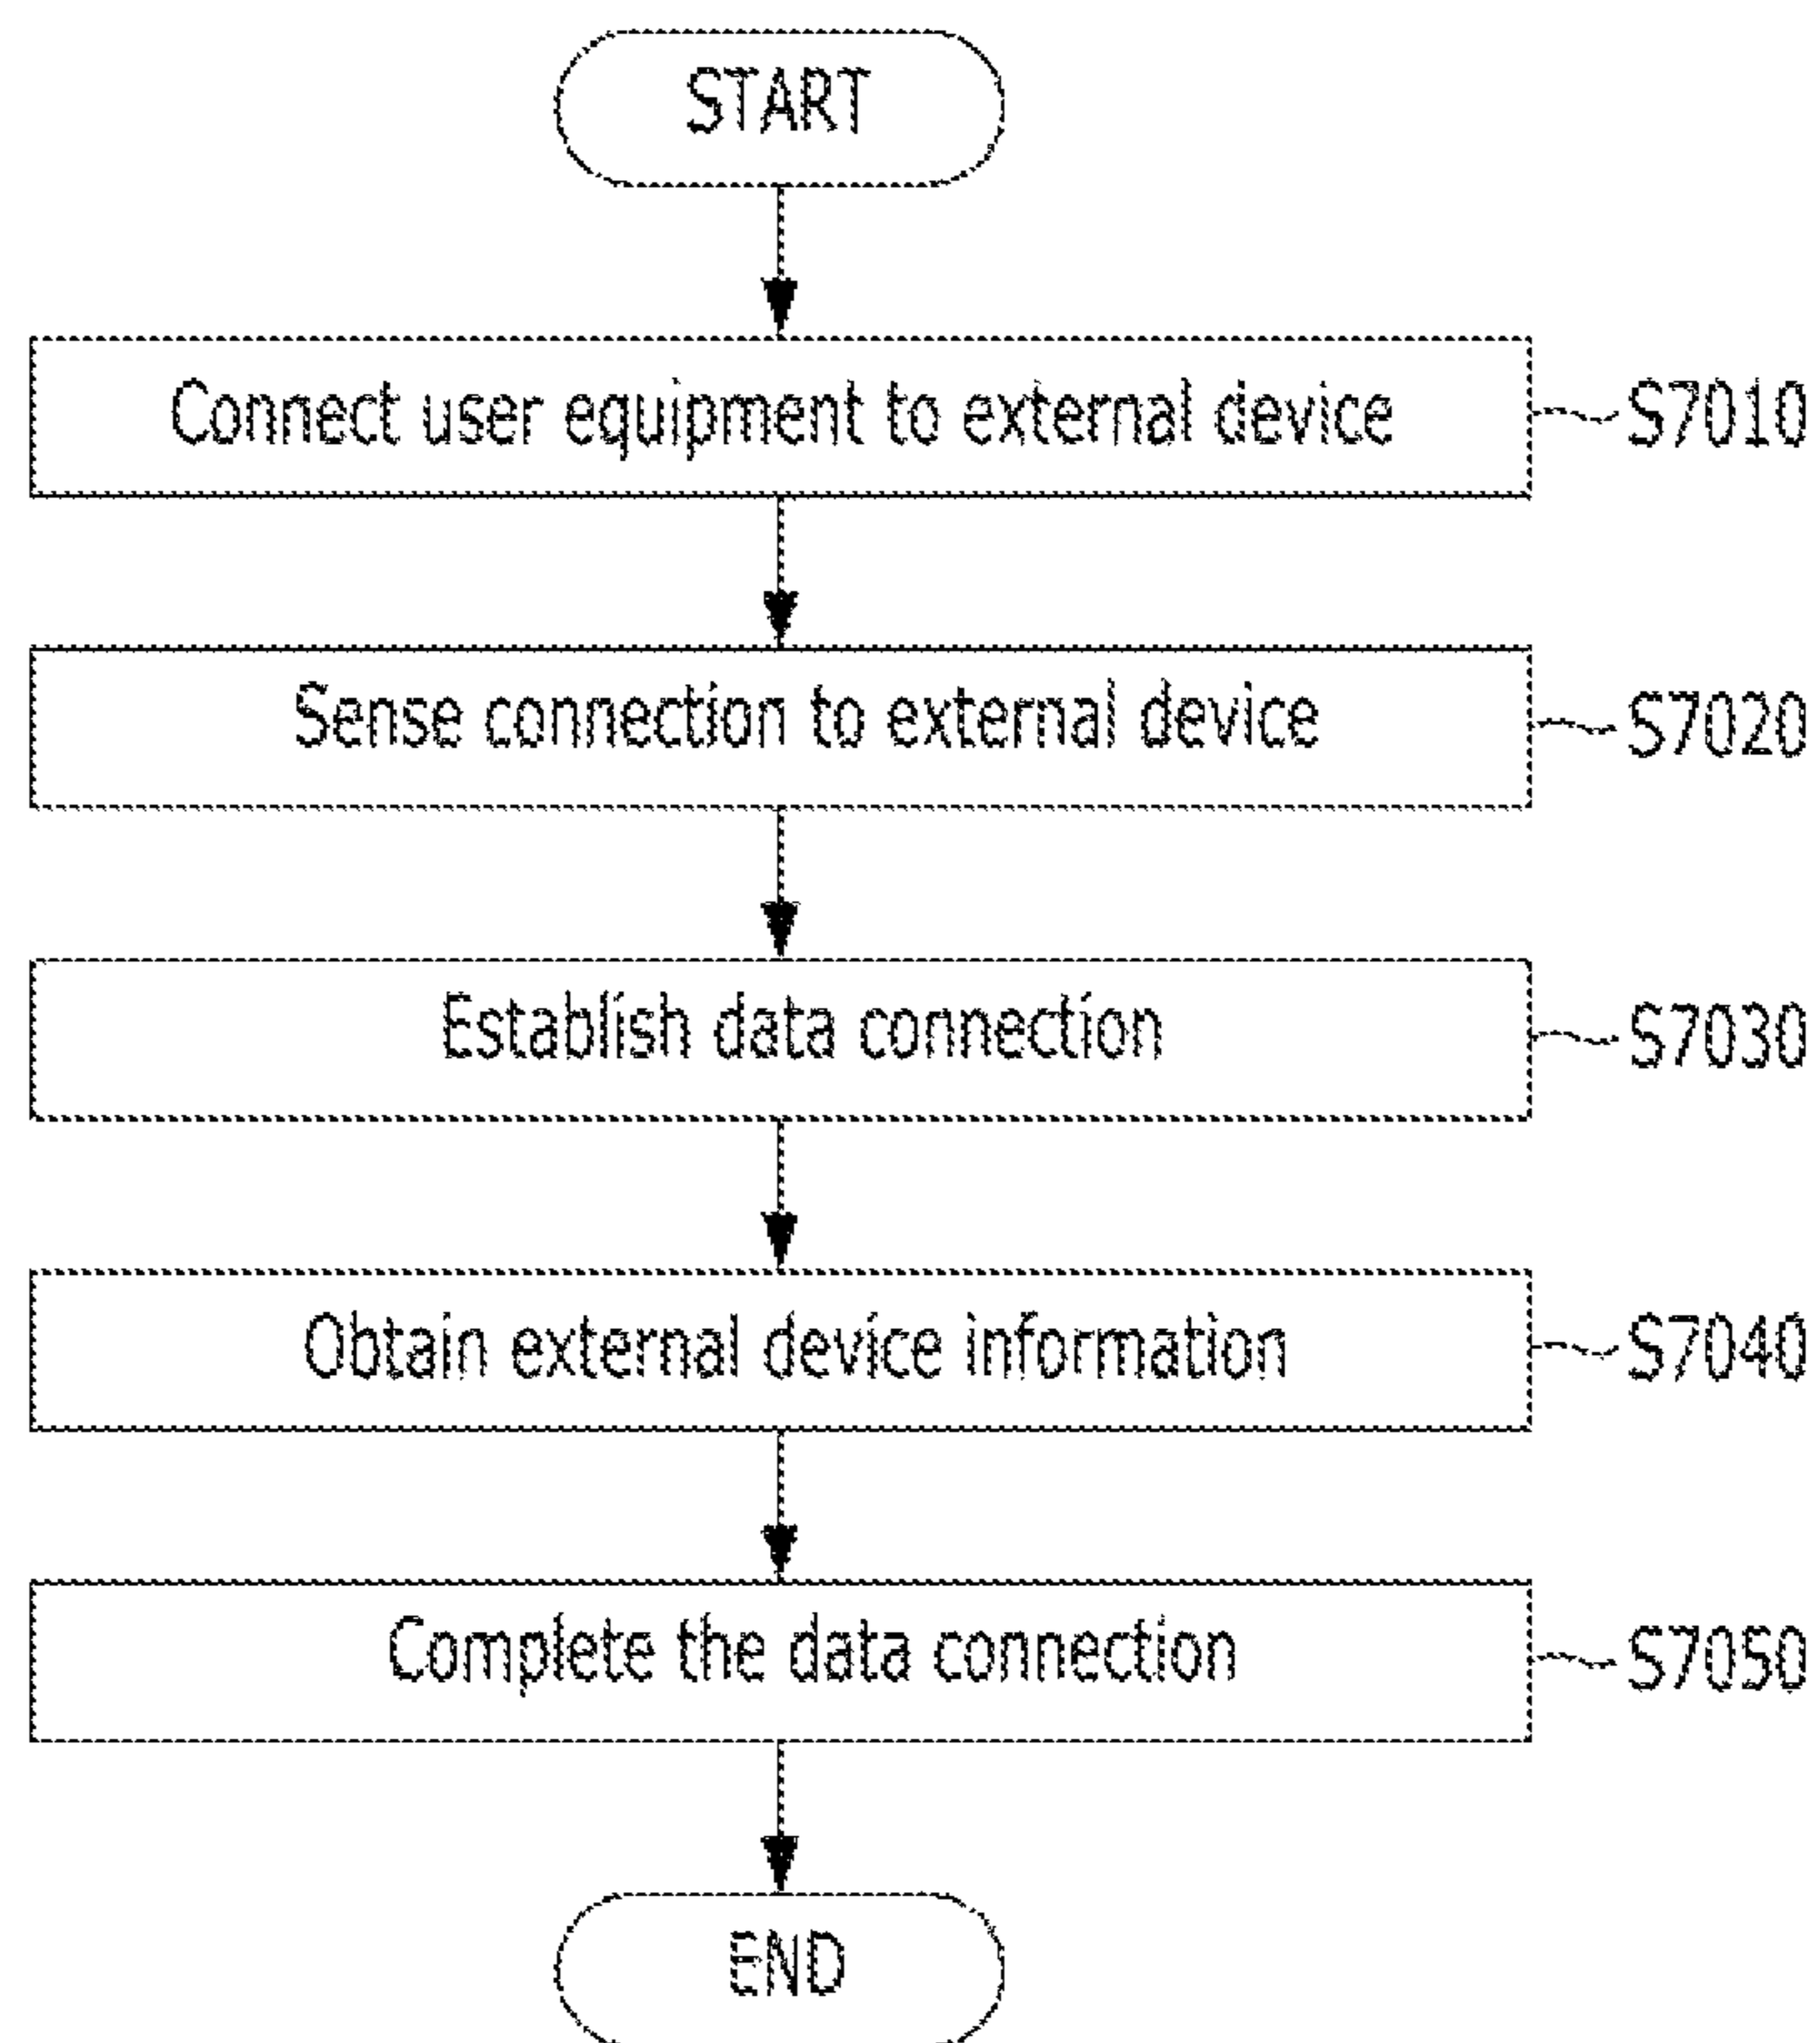 START
Connect user equipment to external device
S7010
Sense connection to external device
S7020
Establish data connection
S7030
Obtain external device information
S7040
Complete the data connection
S7050
END